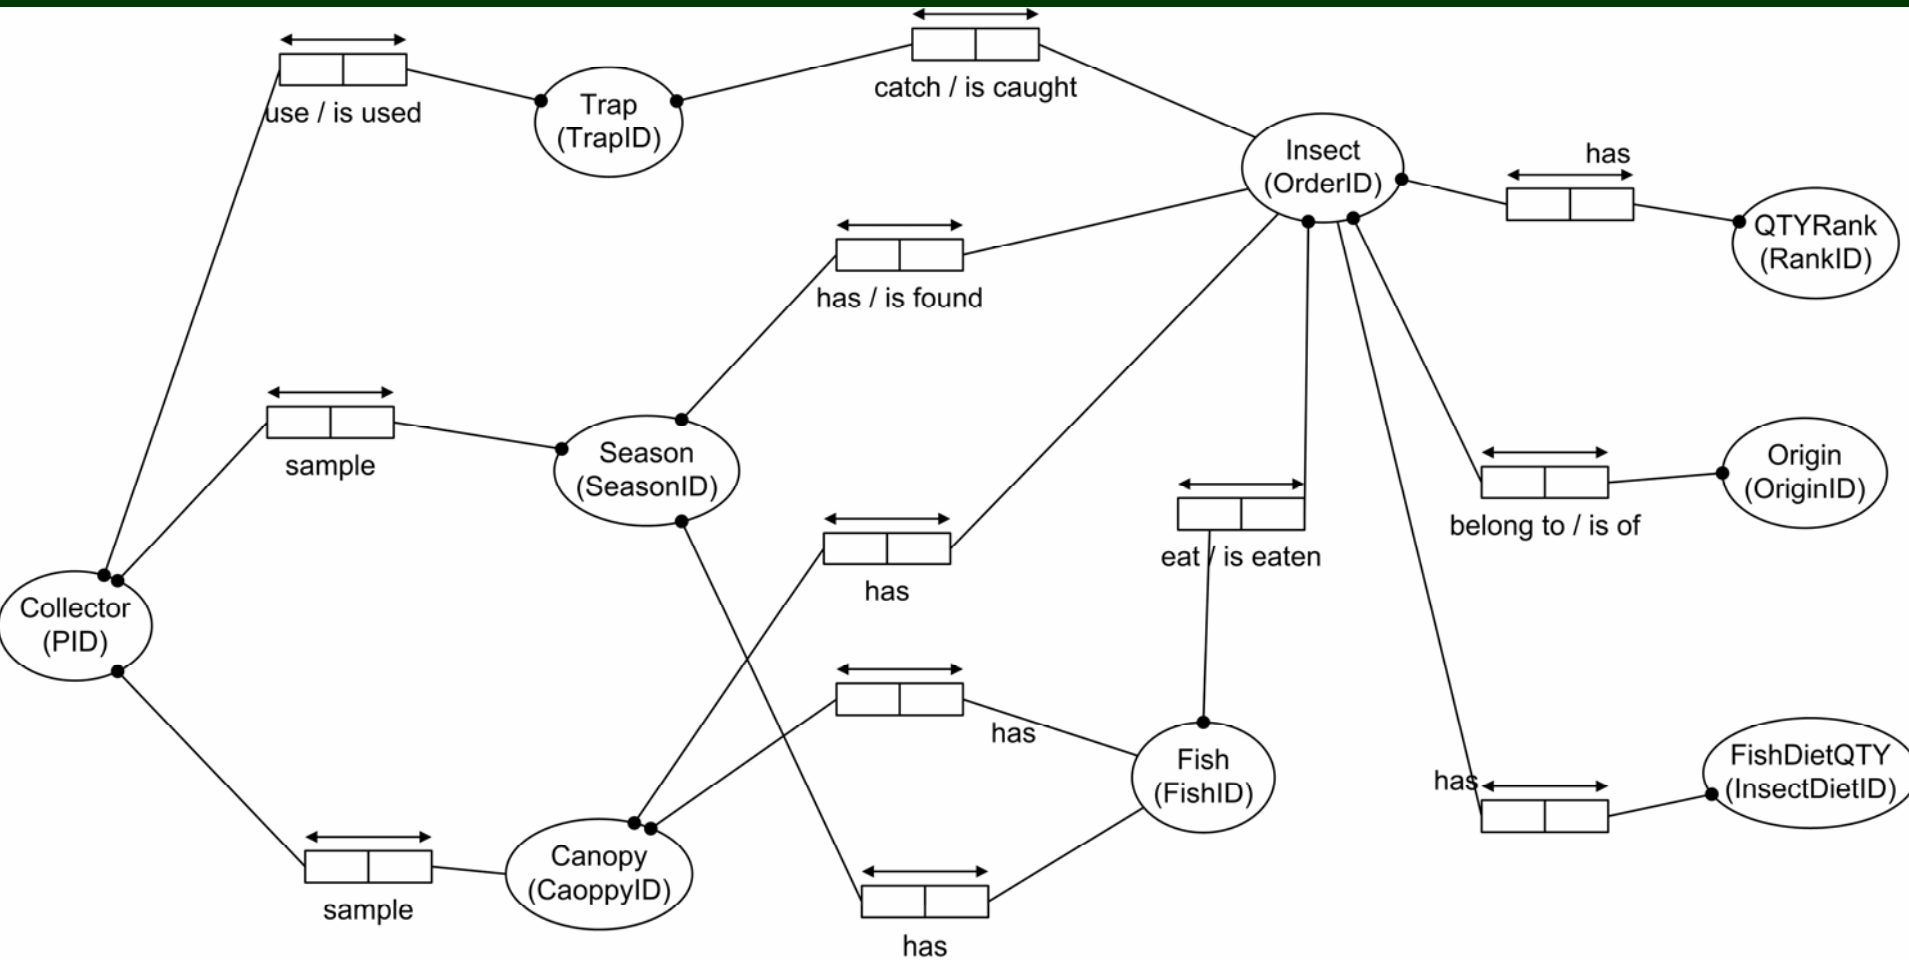 use / is used
Trap
(TrapID)
catch / is caught
Insect
(OrderID)
has
QTYRank
(RankID)
has / is found
sample
Season
(SeasonID)
has
eat / is eaten
Origin
(OriginID)
belong to / is of
Collector
(PID)
has
Fish
(FishID)
has
FishDietQTY
(InsectDietID)
sample
Canopy
(CaoppyID)
has